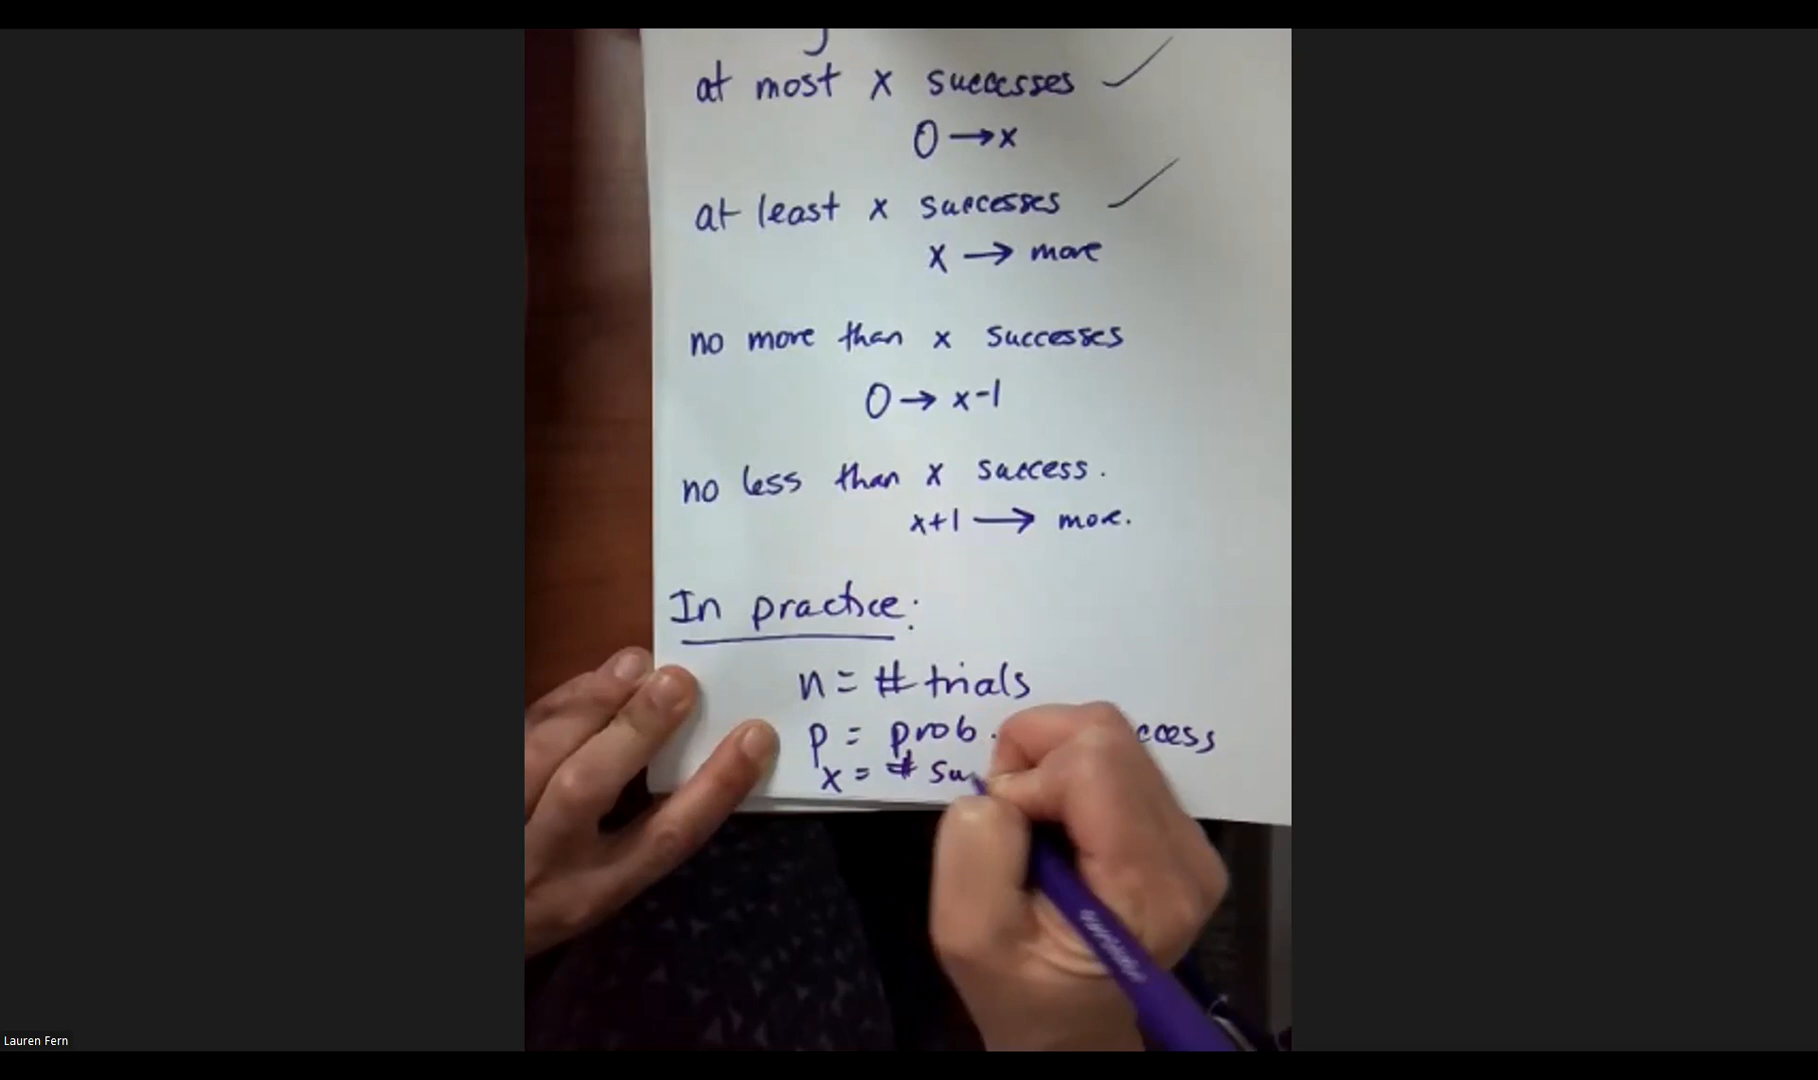 at most x successes
0 → x
at least x successes
x → more
no more than x successes
0 → x-1
no less than x success.
x+1 → more.
In practice:
n = # trials
p = prob.
x = # su
Lauren Fern